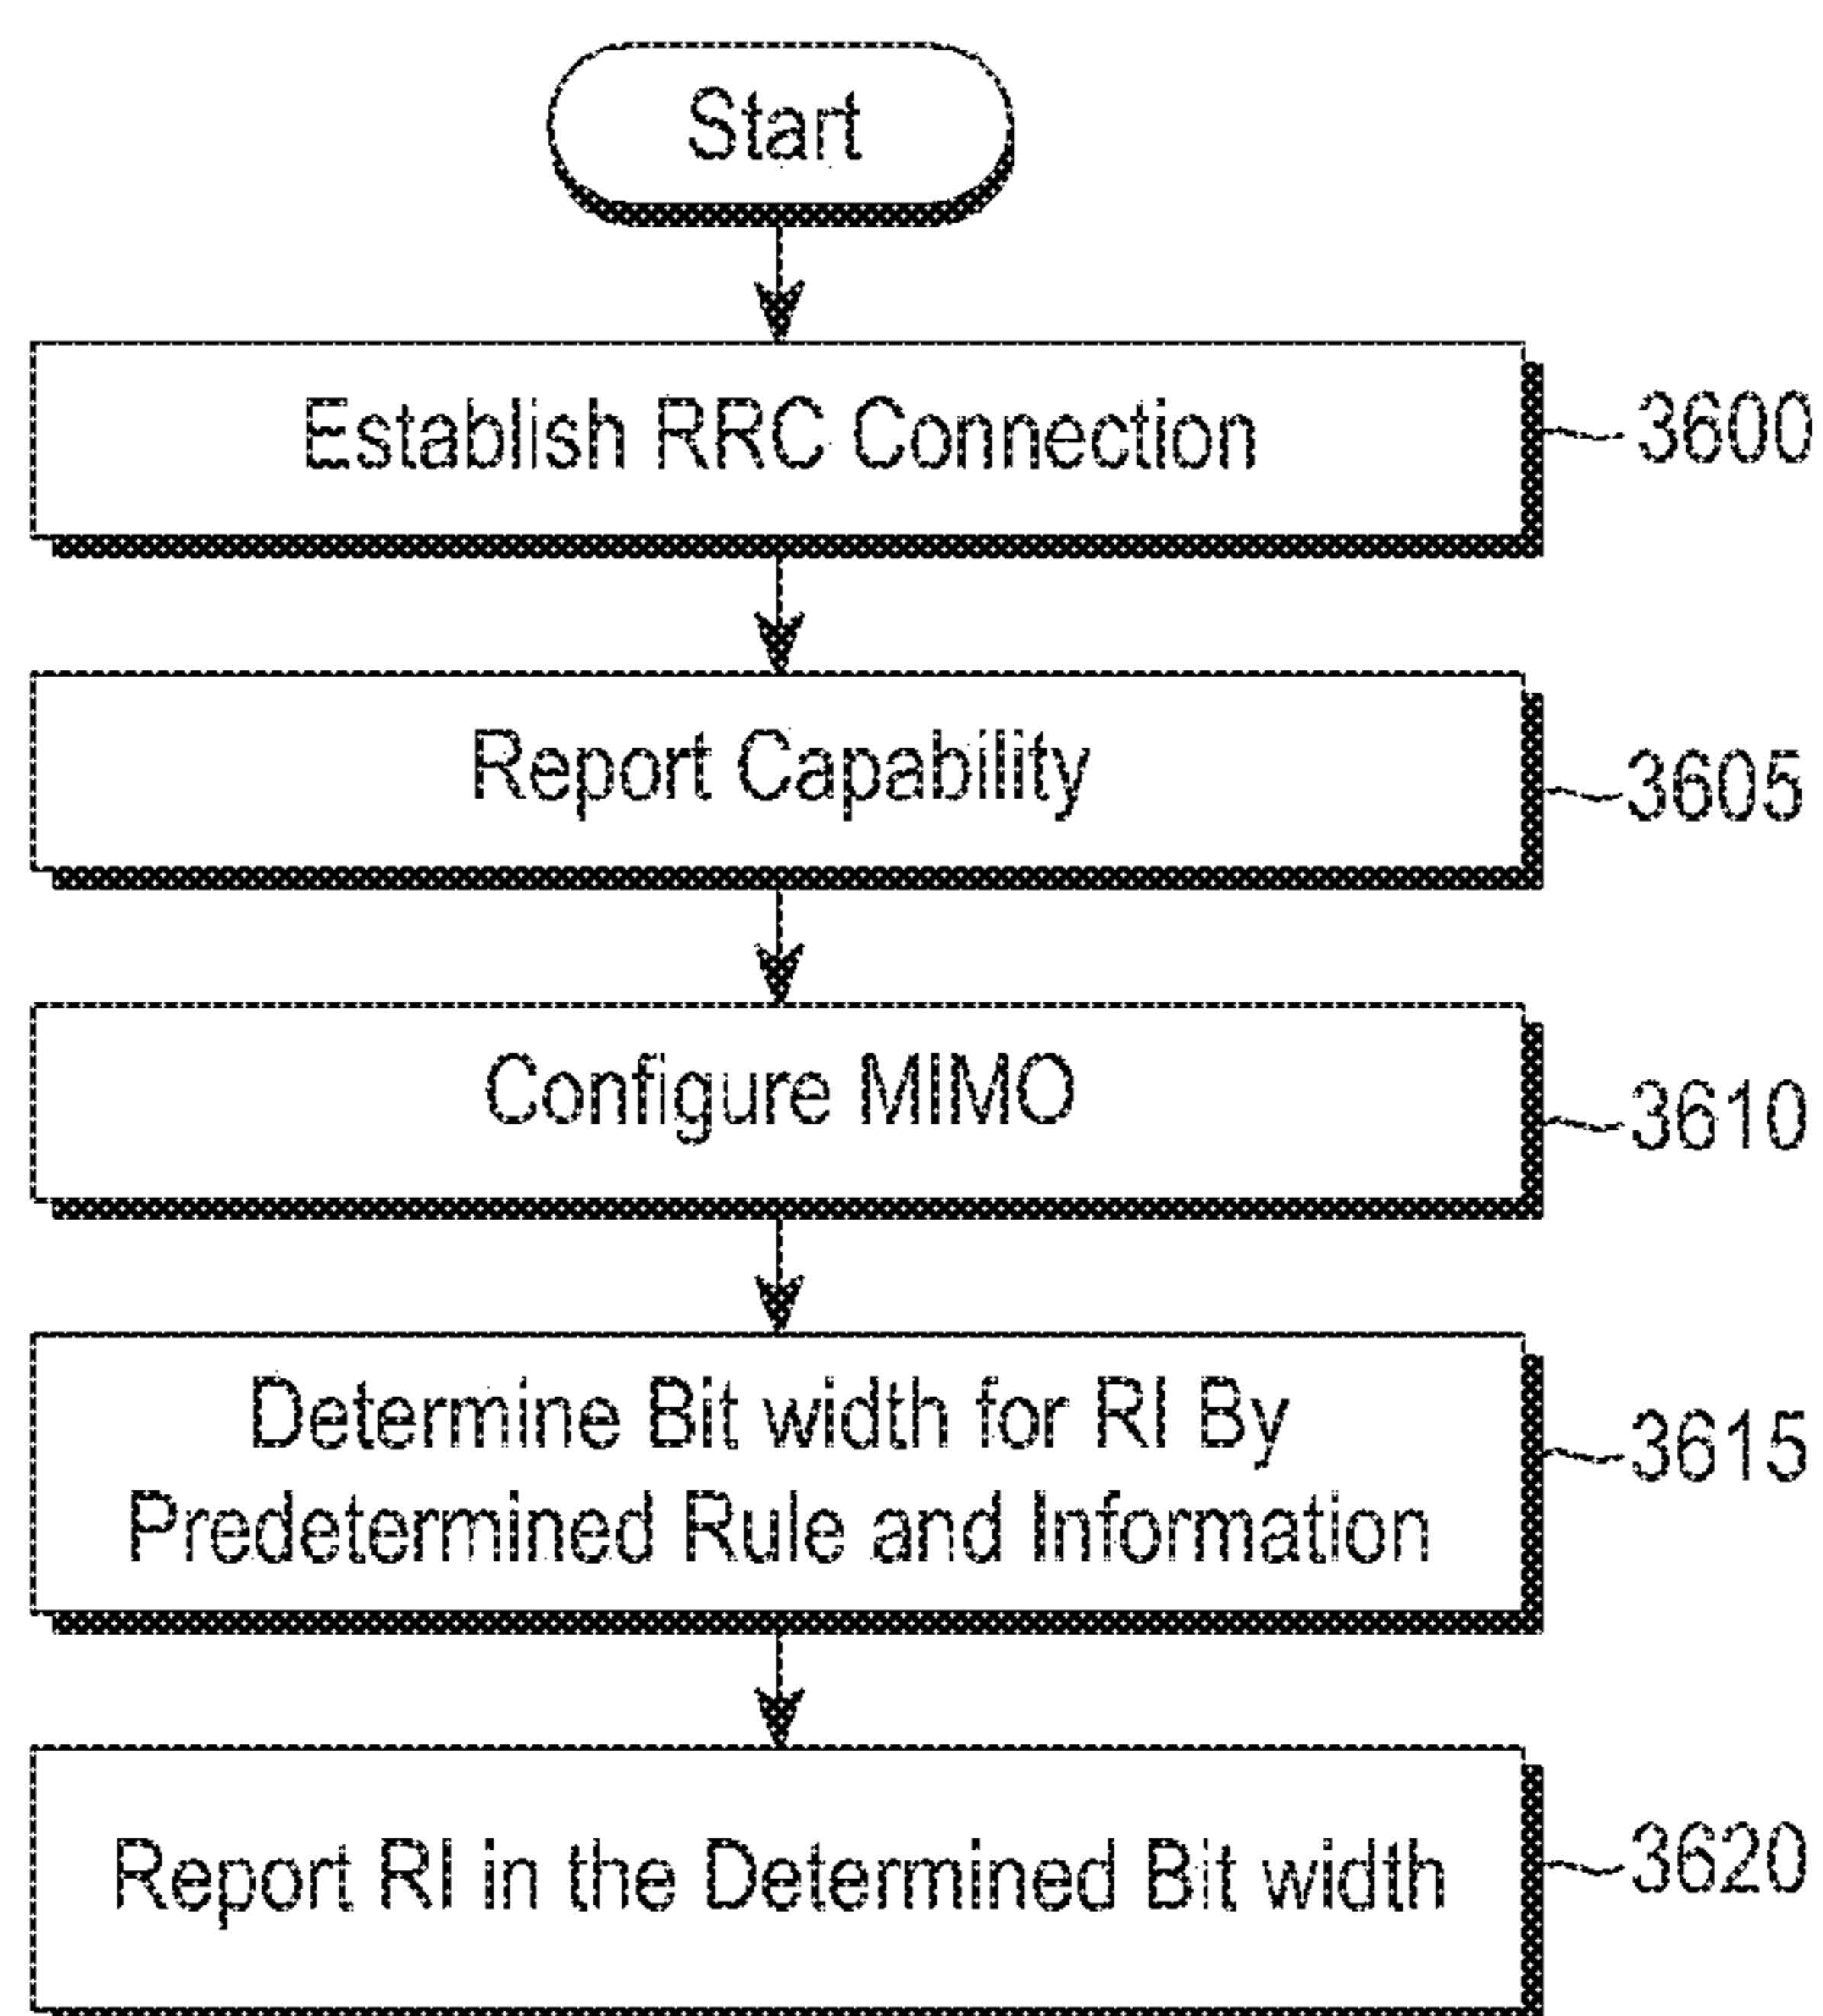 Start
Establish RRC Connection
3600
Report Capability
3605
Configure MIMO
3610
Determine Bit width for RI By
Predetermined Rule and Information
3615
Report RI in the Determined Bit width
3620